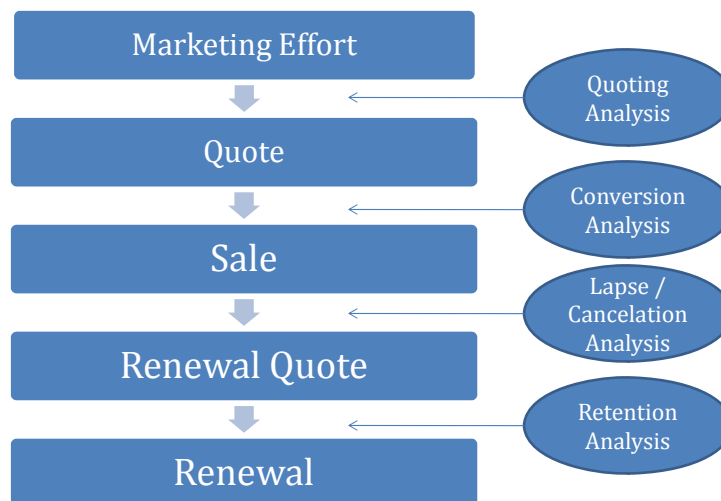 Marketing Effort
Quoting
Analysis
Quote
Conversion
Analysis
Sale
Lapse /
Cancelation
Analysis
Renewal Quote
Retention
Analysis
Renewal